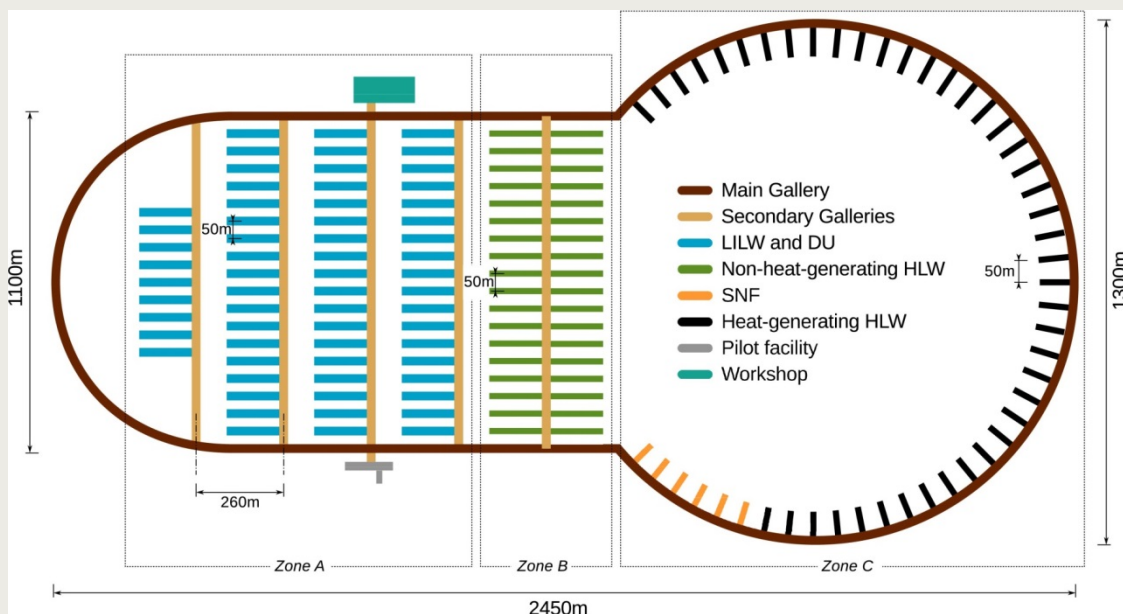 50m
50m
1100m
Main Gallery
Secondary Galleries
LILW and DU
Non-heat-generating HLW
SNF
Heat-generating HLW
Pilot facility
Workshop
50m
1300m
260m
Zone A
Zone B
Zone C
2450m